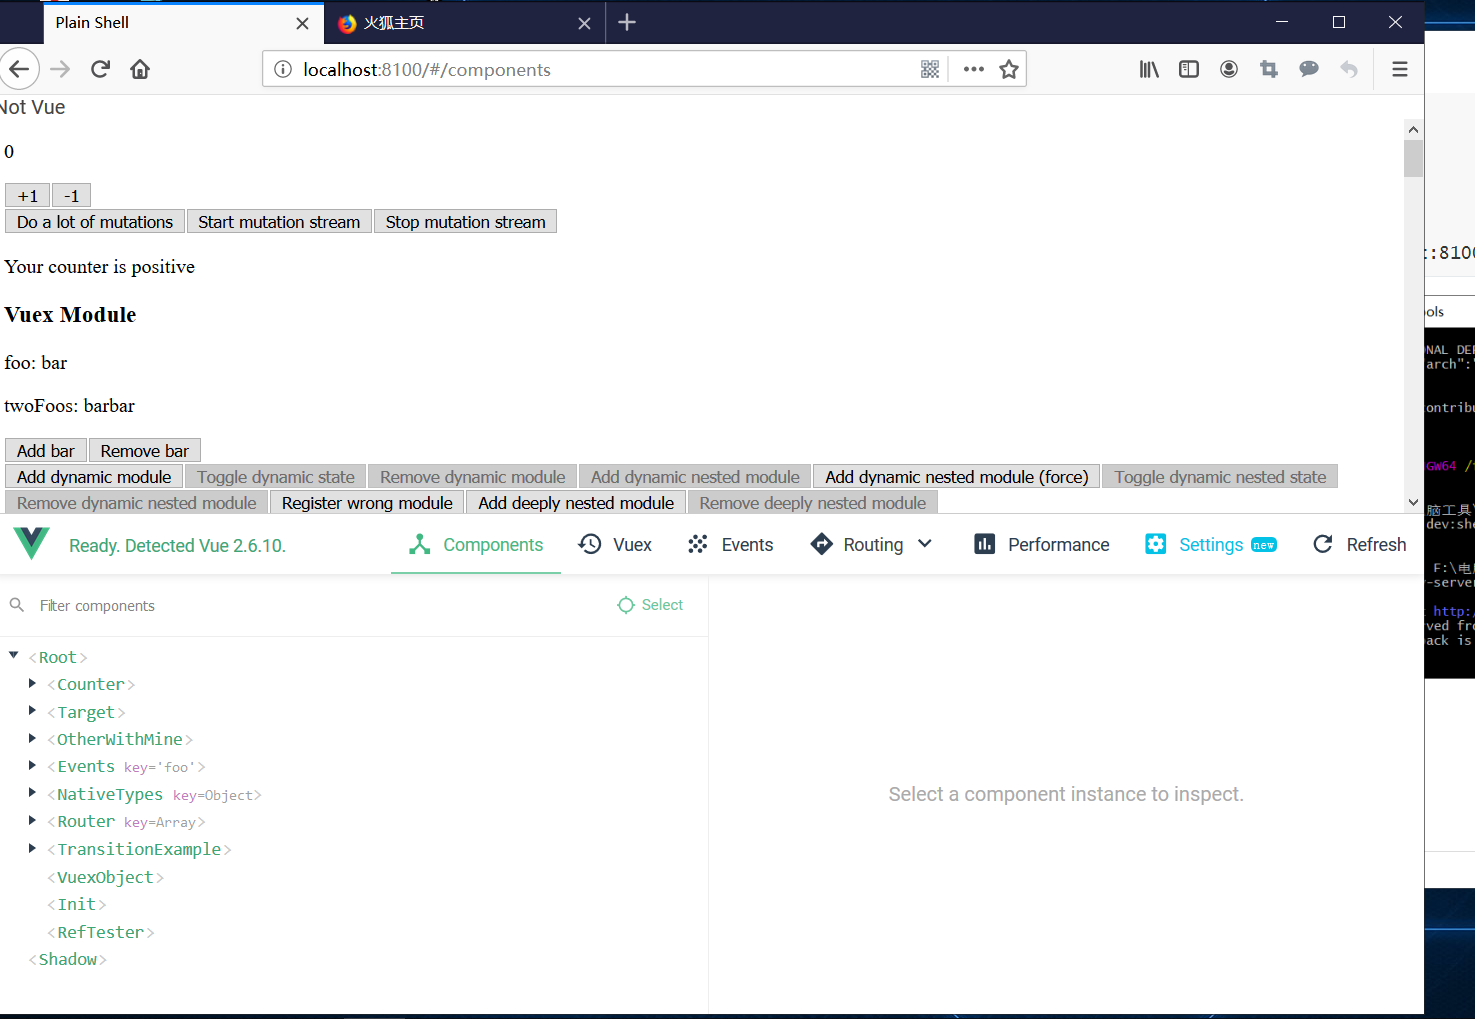 Plain Shell
火狐主页
localhost:8100/#/components
Not Vue
0
+1 -1
Do a lot of mutations Start mutation stream Stop mutation stream
Your counter is positive
Vuex Module
foo: bar
twoFoos: barbar
Add bar Remove bar
Add dynamic module Toggle dynamic state Remove dynamic module Add dynamic nested module Add dynamic nested module (force) Toggle dynamic nested state
Remove dynamic nested module Register wrong module Add deeply nested module Remove deeply nested module
Ready. Detected Vue 2.6.10. Components Vuex Events Routing Performance Settings new Refresh
Filter components Select
<Root>
<Counter>
<Target>
<OtherWithMine>
<Events key='foo'>
<NativeTypes key=Object>
<Router key=Array>
<TransitionExample>
<VuexObject>
<Init>
<RefTester>
<Shadow>
Select a component instance to inspect.
:8100
ols
NAL DEP
arch":"
ontribu
GW64 /
脑工具
dev:she
F:\电
-server
http:/
ved fro
ack is